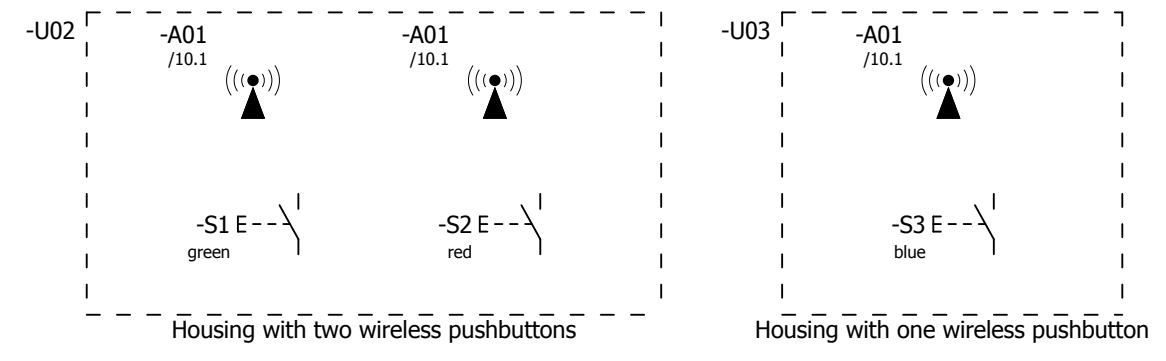 -U02
-A01
/10.1
-A01
/10.1
-S1
green
-S2
red
Housing with two wireless pushbuttons
-U03
-A01
/10.1
-S3
blue
Housing with one wireless pushbutton